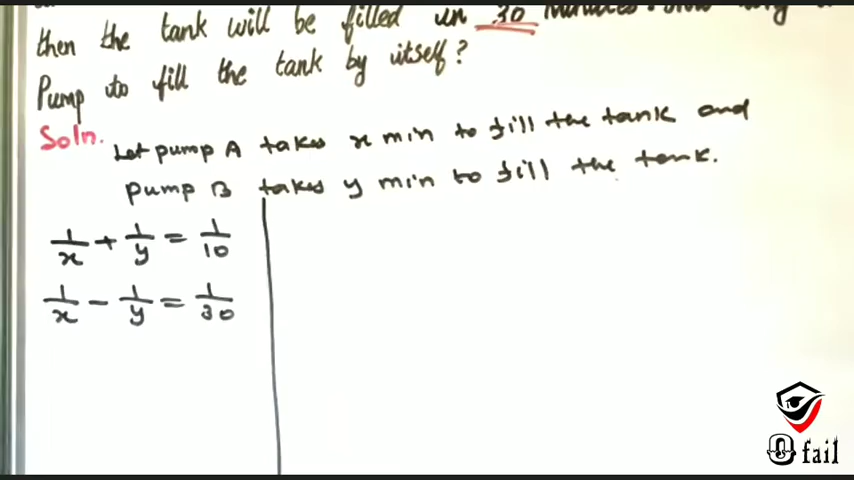 then the tank will be filled in 30 minutes.
Pump to fill the tank by itself?
Soln.
Let pump A takes x min to fill the tank and
pump B takes y min to fill the tank.
1/x + 1/y = 1/10
1/x - 1/y = 1/30
0 fail